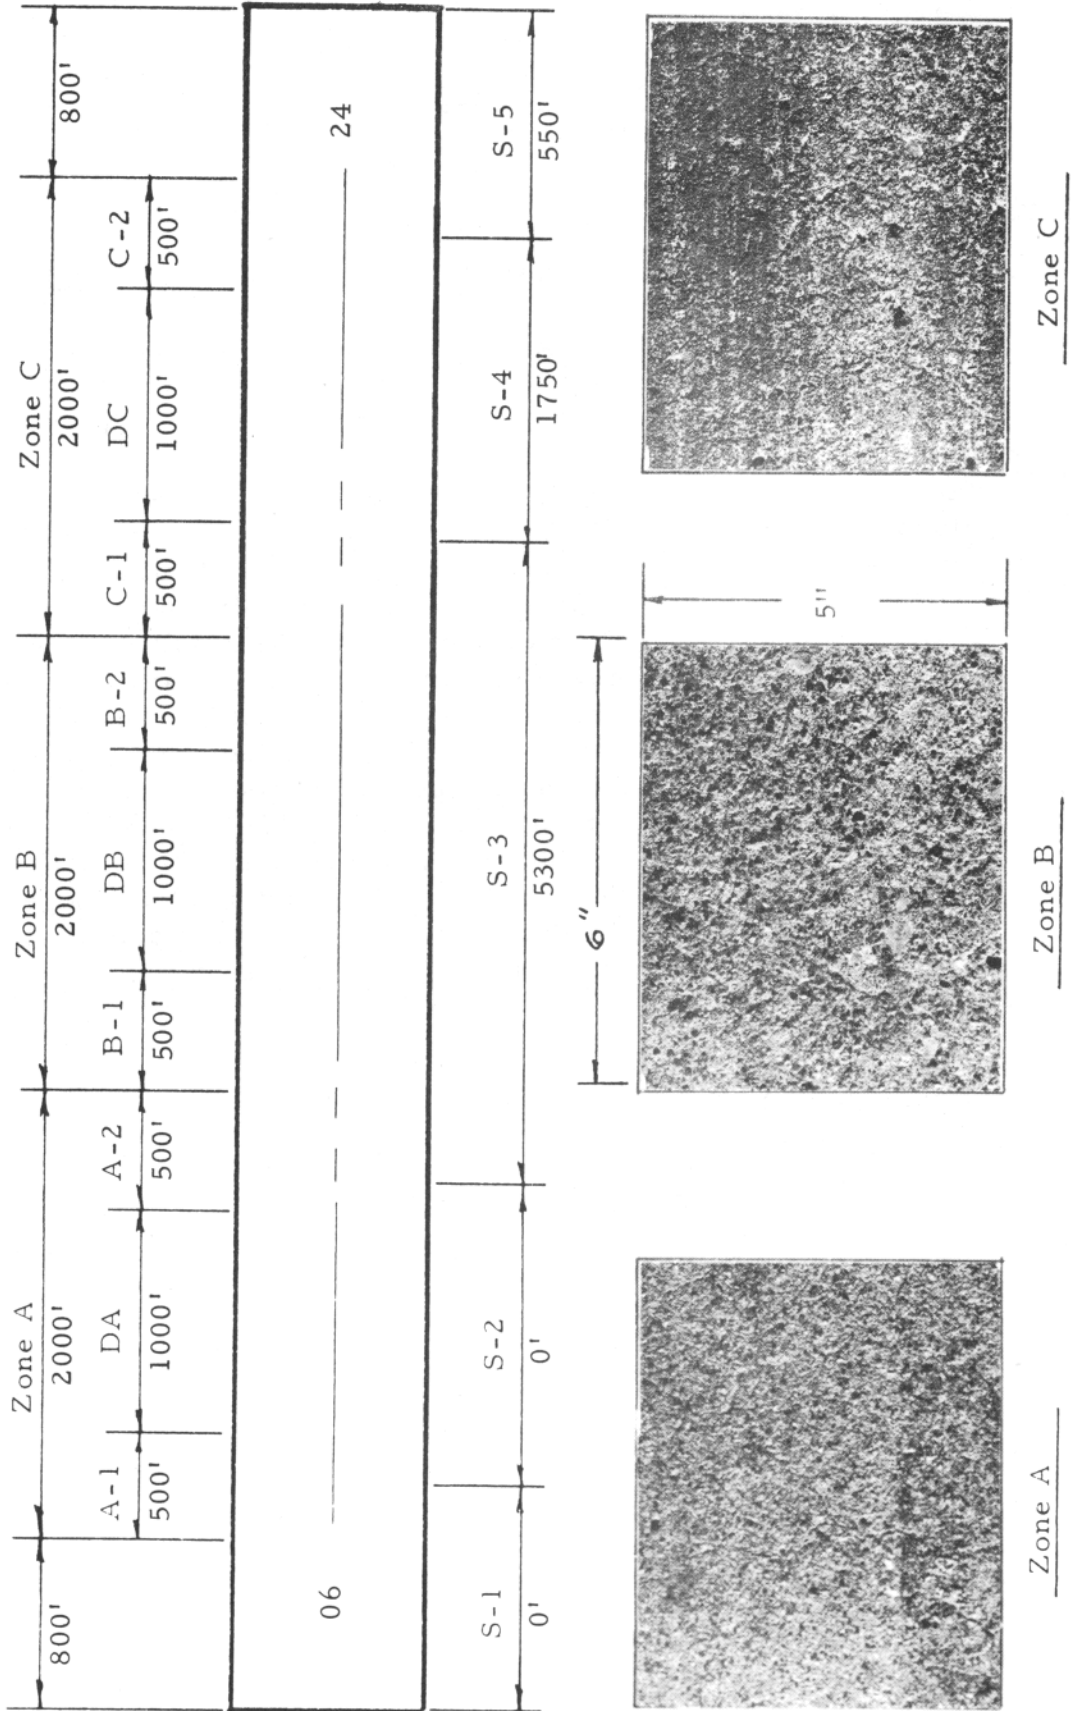 800'
Zone A
2000'
Zone B
2000'
Zone C
2000'
800'
A-1
500'
DA
1000'
A-2
500'
B-1
500'
DB
1000'
B-2
500'
C-1
500'
DC
1000'
C-2
500'
06
24
S-1
0'
S-2
0'
S-3
5300'
S-4
1750'
S-5
550'
6"
5"
Zone A
Zone B
Zone C